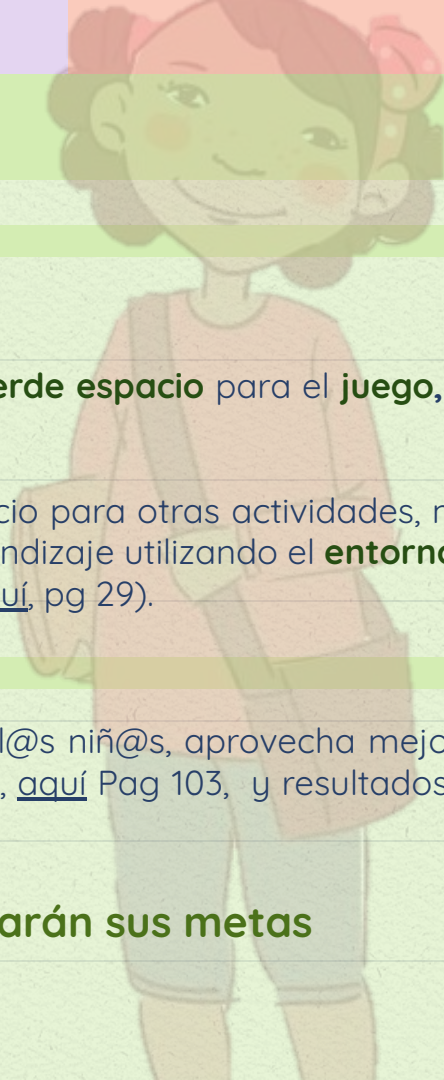 erde espacio para el juego,
cio para otras actividades,
ndizaje utilizando el entorno
uí, pg 29).
l@s niñ@s, aprovecha mejo
, aquí Pag 103, y resultados
arán sus metas